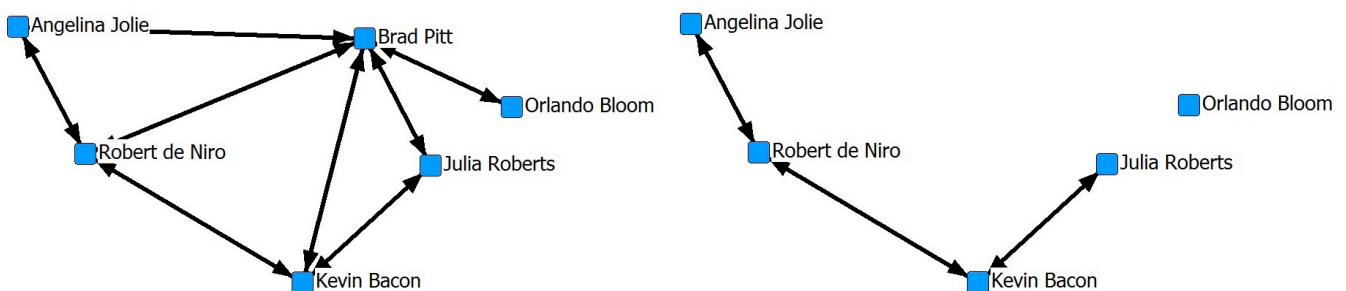 Angelina Jolie
Brad Pitt
Orlando Bloom
Robert de Niro
Julia Roberts
Kevin Bacon
Angelina Jolie
Orlando Bloom
Robert de Niro
Julia Roberts
Kevin Bacon